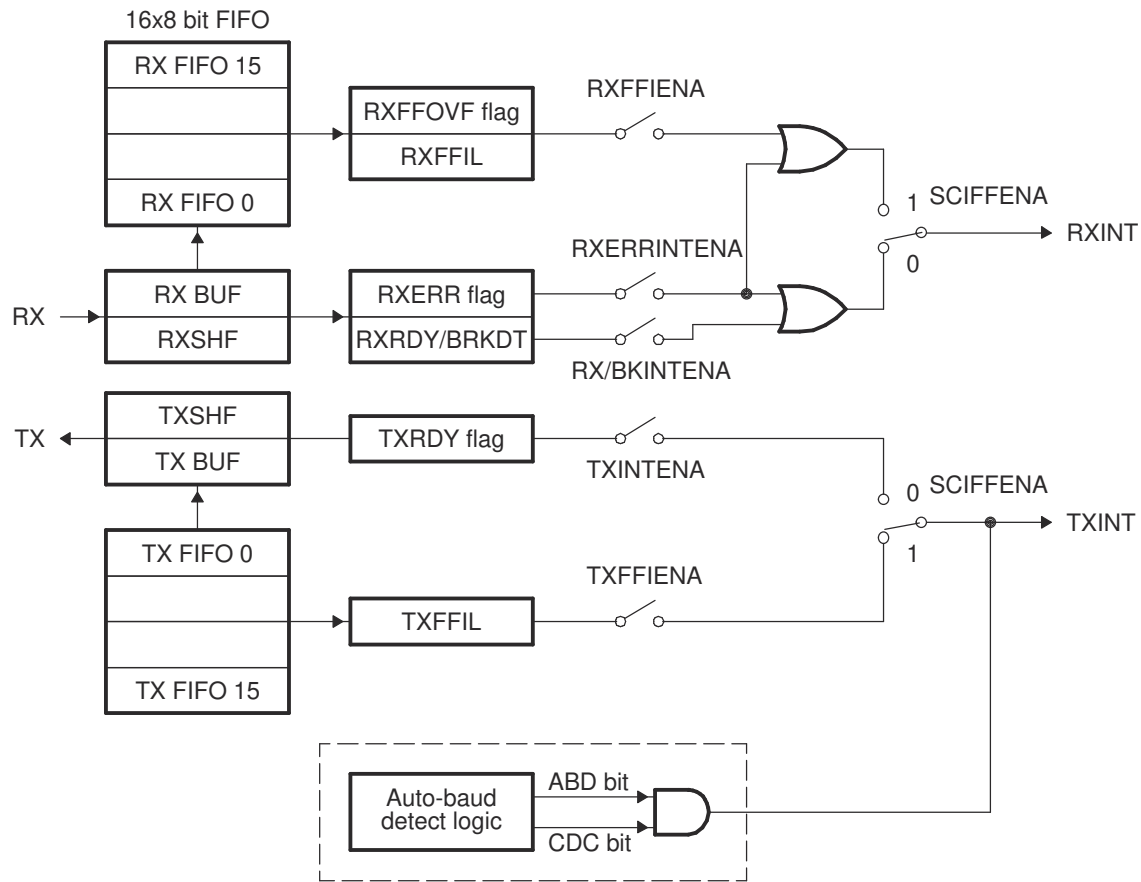 16x8 bit FIFO
RX FIFO 15
RX FIFO 0
RXFFOVF flag
RXFFIL
RXFFIENA
1
SCIFFENA
0
RXINT
RX
RX BUF
RXSHF
RXERR flag
RXRDY/BRKDT
RXERRINTENA
RX/BKINTENA
TX
TXSHF
TX BUF
TXRDY flag
TXINTENA
0
SCIFFENA
1
TXINT
TX FIFO 0
TX FIFO 15
TXFFIL
TXFFIENA
Auto-baud
detect logic
ABD bit
CDC bit